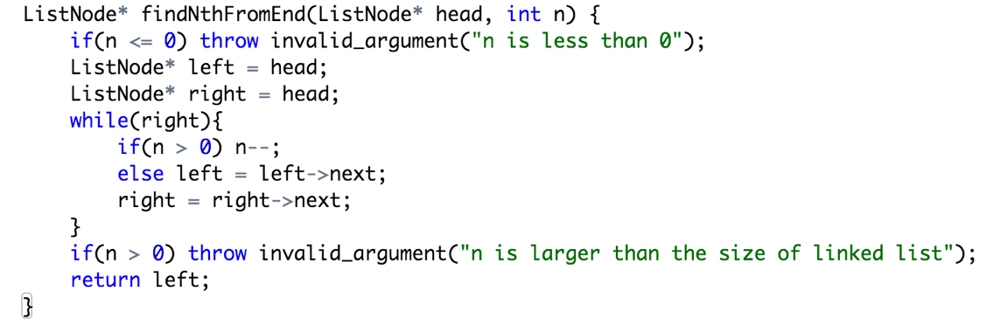 ListNode* findNthFromEnd(ListNode* head, int n) {
    if(n <= 0) throw invalid_argument("n is less than 0");
    ListNode* left = head;
    ListNode* right = head;
    while(right){
        if(n > 0) n--;
        else left = left->next;
        right = right->next;
    }
    if(n > 0) throw invalid_argument("n is larger than the size of linked list");
    return left;
}